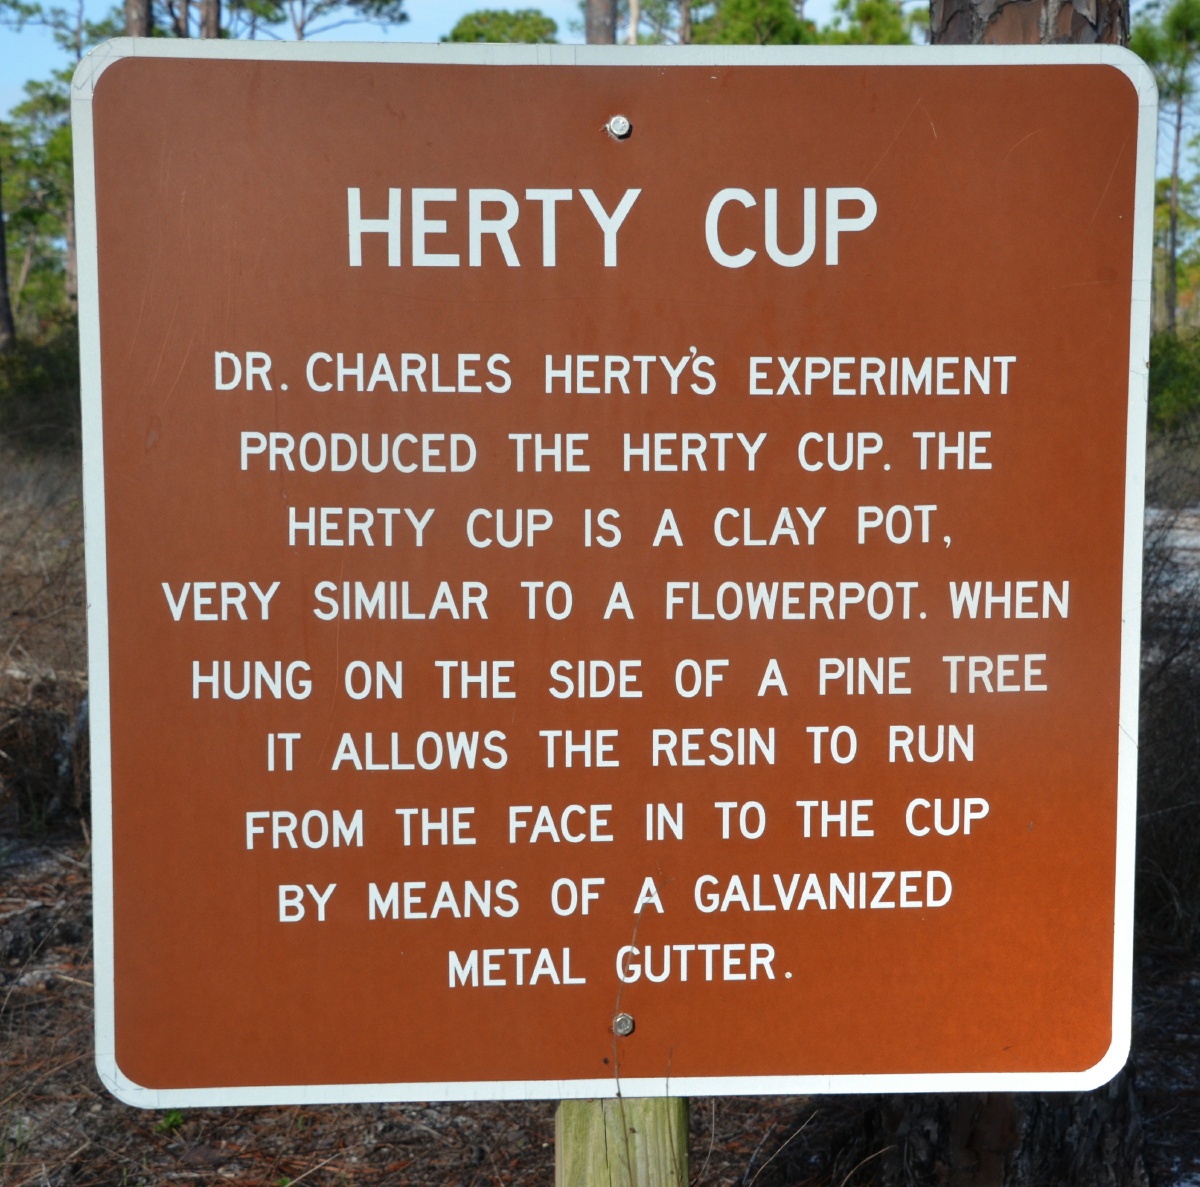 HERTY CUP
DR. CHARLES HERTY'S EXPERIMENT
PRODUCED THE HERTY CUP. THE
HERTY CUP IS A CLAY POT,
VERY SIMILAR TO A FLOWERPOT. WHEN
HUNG ON THE SIDE OF A PINE TREE
IT ALLOWS THE RESIN TO RUN
FROM THE FACE IN TO THE CUP
BY MEANS OF A GALVANIZED
METAL GUTTER.